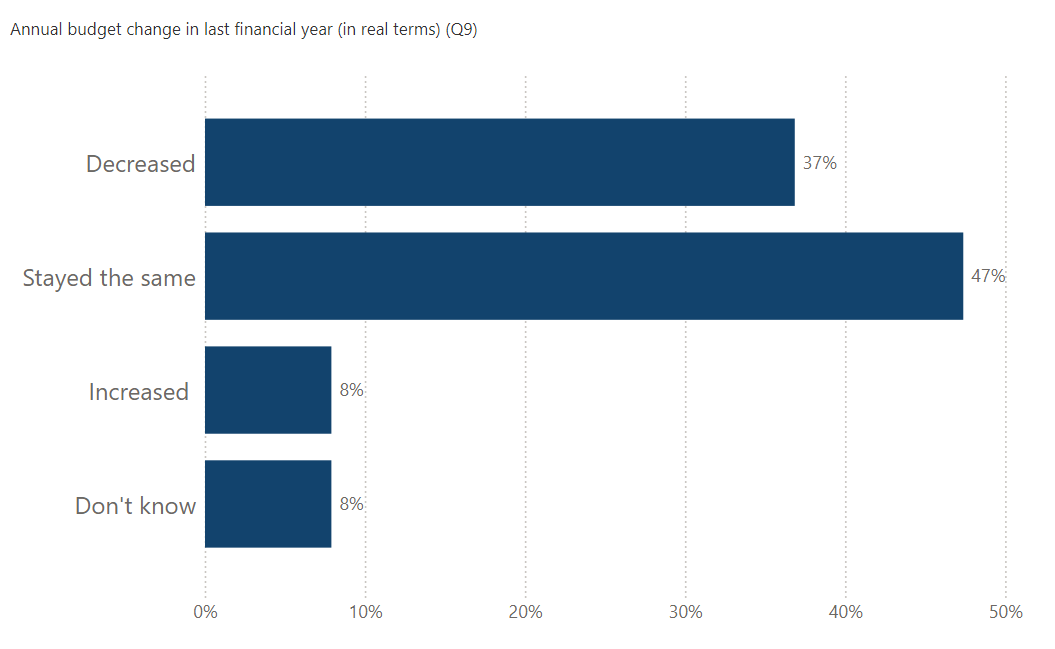 Annual budget change in last financial year (in real terms) (Q9)
Decreased
37%
Stayed the same
47%
Increased
8%
Don't know
8%
0% 10% 20% 30% 40% 50%